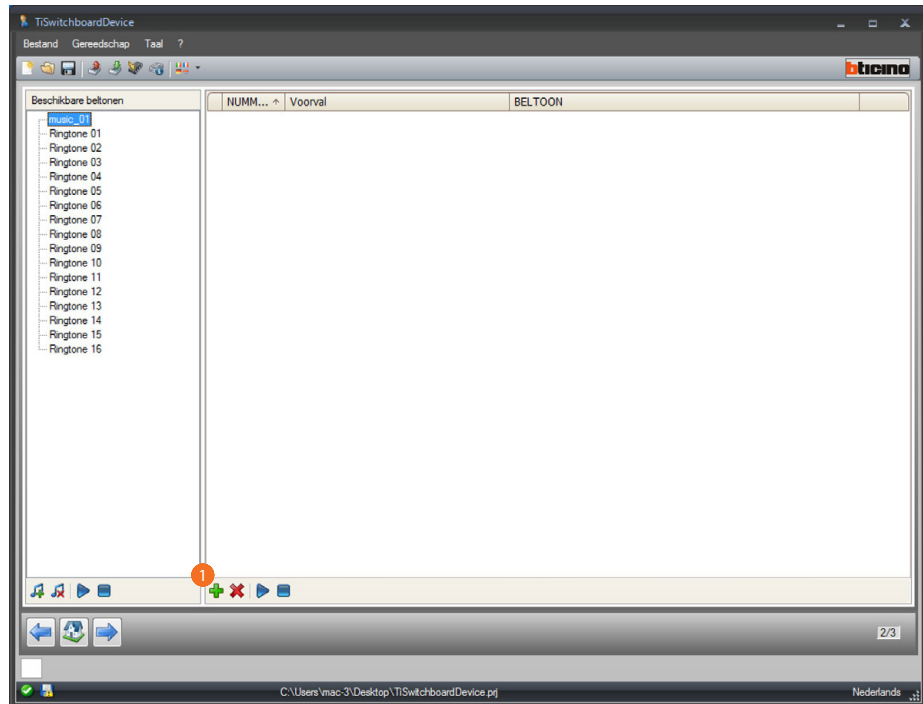 TiSwitchboardDevice
Bestand Gereedschap Taal ?
bticino
Beschikbare beltonen
NUMM... Voorval BELTOON
music_01
Ringtone 01
Ringtone 02
Ringtone 03
Ringtone 04
Ringtone 05
Ringtone 06
Ringtone 07
Ringtone 08
Ringtone 09
Ringtone 10
Ringtone 11
Ringtone 12
Ringtone 13
Ringtone 14
Ringtone 15
Ringtone 16
1
2/3
C:\Users\mac-3\Desktop\TiSwitchboardDevice.prj Nederlands